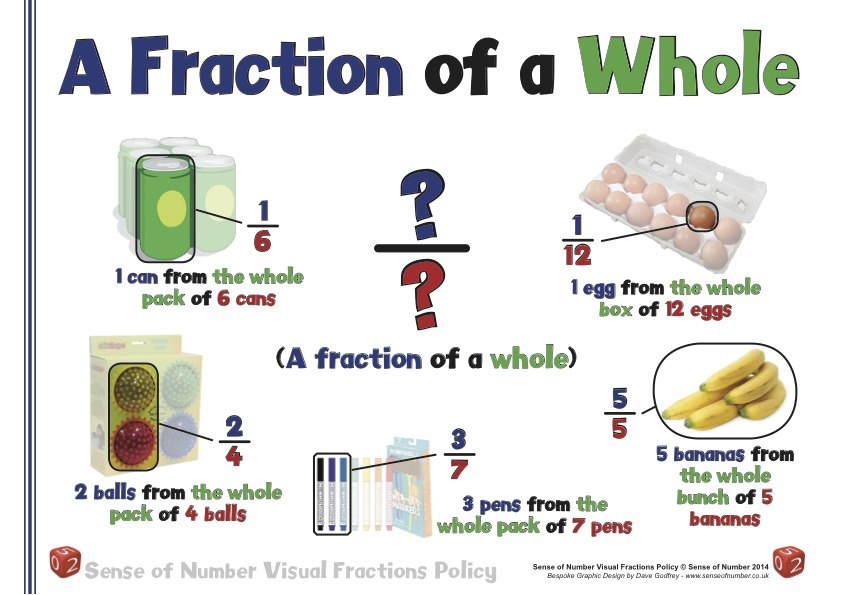 A Fraction of a Whole
1
6
1 can from the whole
pack of 6 cans
?
?
(A fraction of a whole)
1
12
1 egg from the whole
box of 12 eggs
2
4
2 balls from the whole
pack of 4 balls
3
7
3 pens from the
whole pack of 7 pens
5
5
5 bananas from
the whole
bunch of 5
bananas
Sense of Number Visual Fractions Policy
Sense of Number Visual Fractions Policy © Sense of Number 2014
Bespoke Graphic Design by Dave Godfrey - www.senseofnumber.co.uk